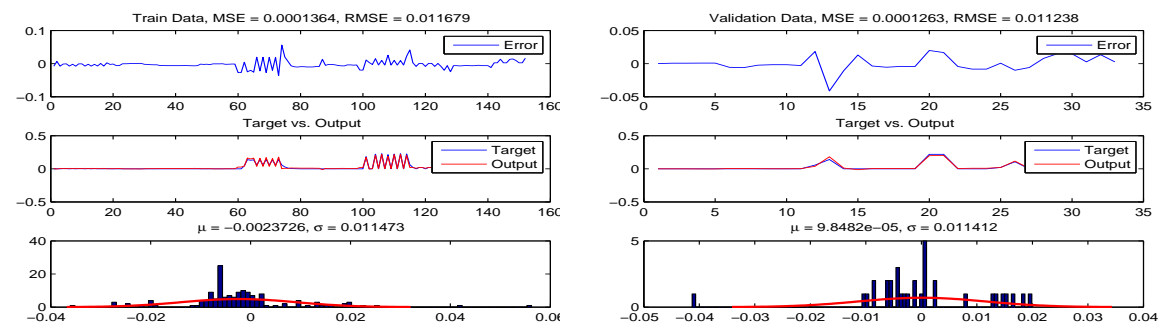 Train Data, MSE = 0.0001364, RMSE = 0.011679
0.1
0
−0.1
Error
0 20 40 60 80 100 120 140 160
Target vs. Output
0.5
0
−0.5
Target
Output
0 20 40 60 80 100 120 140 160
μ = −0.0023726, σ = 0.011473
40
20
0
−0.04 −0.02 0 0.02 0.04 0.06
Validation Data, MSE = 0.0001263, RMSE = 0.011238
0.05
0
−0.05
Error
0 5 10 15 20 25 30 35
Target vs. Output
0.5
0
−0.5
Target
Output
0 5 10 15 20 25 30 35
μ = 9.8482e−05, σ = 0.011412
5
0
−0.05 −0.04 −0.03 −0.02 −0.01 0 0.01 0.02 0.03 0.04